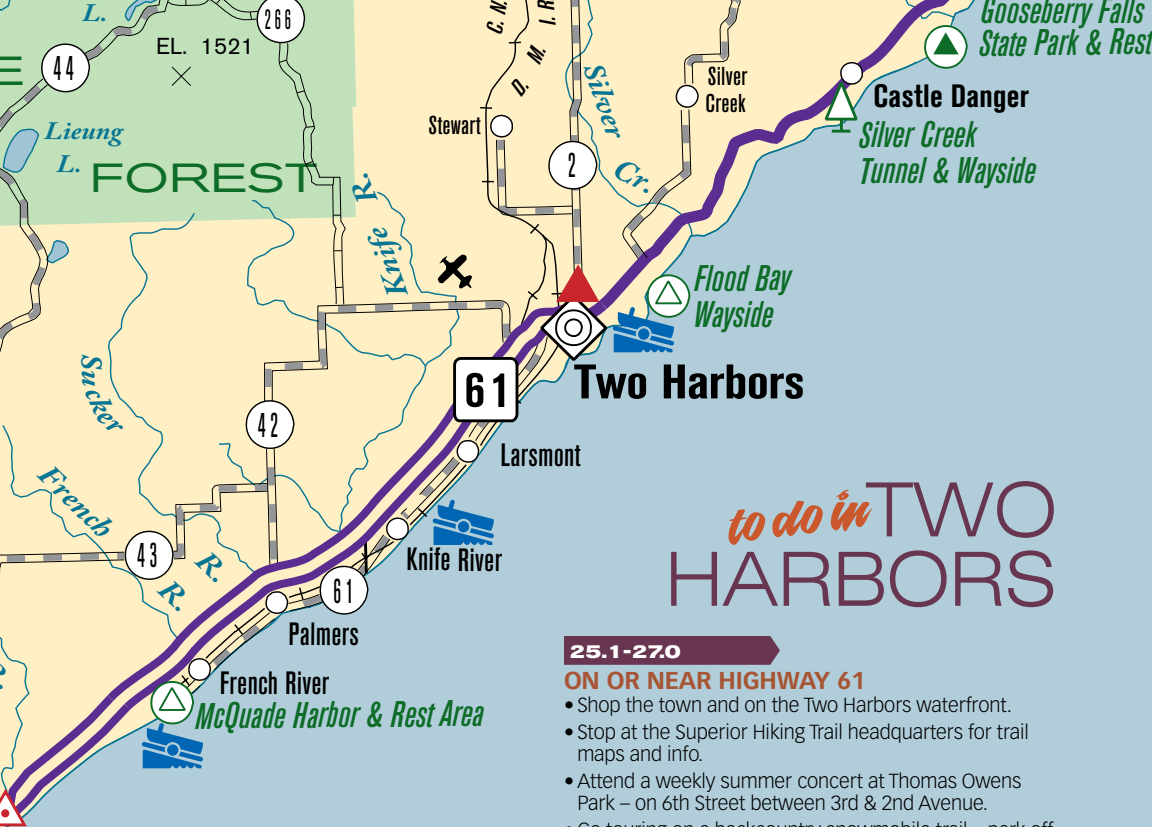 L.
266
C. N.
D. M. I. R.
Gooseberry Falls
State Park & Rest
EL. 1521
44
E
Silver
Creek
Castle Danger
Lieung
L.
Stewart
Silver Cr.
Silver Creek
Tunnel & Wayside
FOREST
2
Knife R.
Flood Bay
Wayside
Two Harbors
61
Sucker
R.
42
Larsmont
French
R.
43
Knife River
61
Palmers
French River
McQuade Harbor & Rest Area
to do in TWO
HARBORS
25.1-27.0
ON OR NEAR HIGHWAY 61
• Shop the town and on the Two Harbors waterfront.
• Stop at the Superior Hiking Trail headquarters for trail
maps and info.
• Attend a weekly summer concert at Thomas Owens
Park – on 6th Street between 3rd & 2nd Avenue.